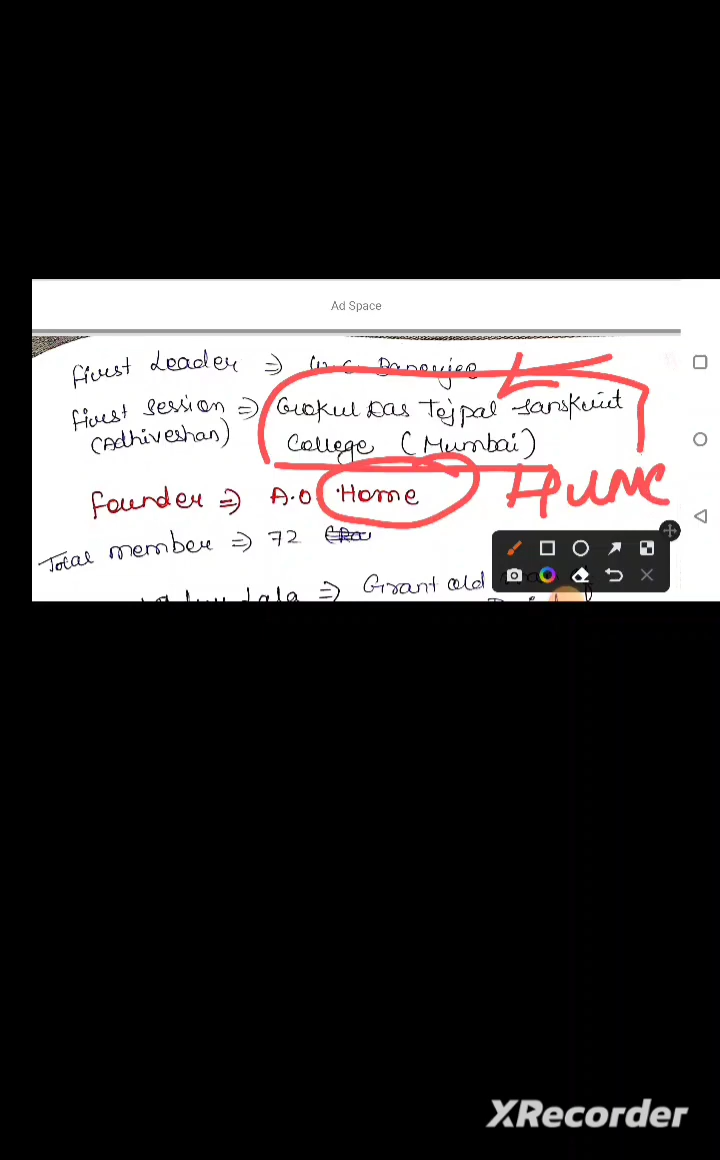 Ad Space
First Leader ⇒ W.C. Banerjee
First session ⇒ Gokul Das Tejpal Sanskrit
(Adhiveshan) College (Mumbai)
Founder ⇒ A.O. Home
HUME
Total member ⇒ 72
⇒ Grant old
XRecorder